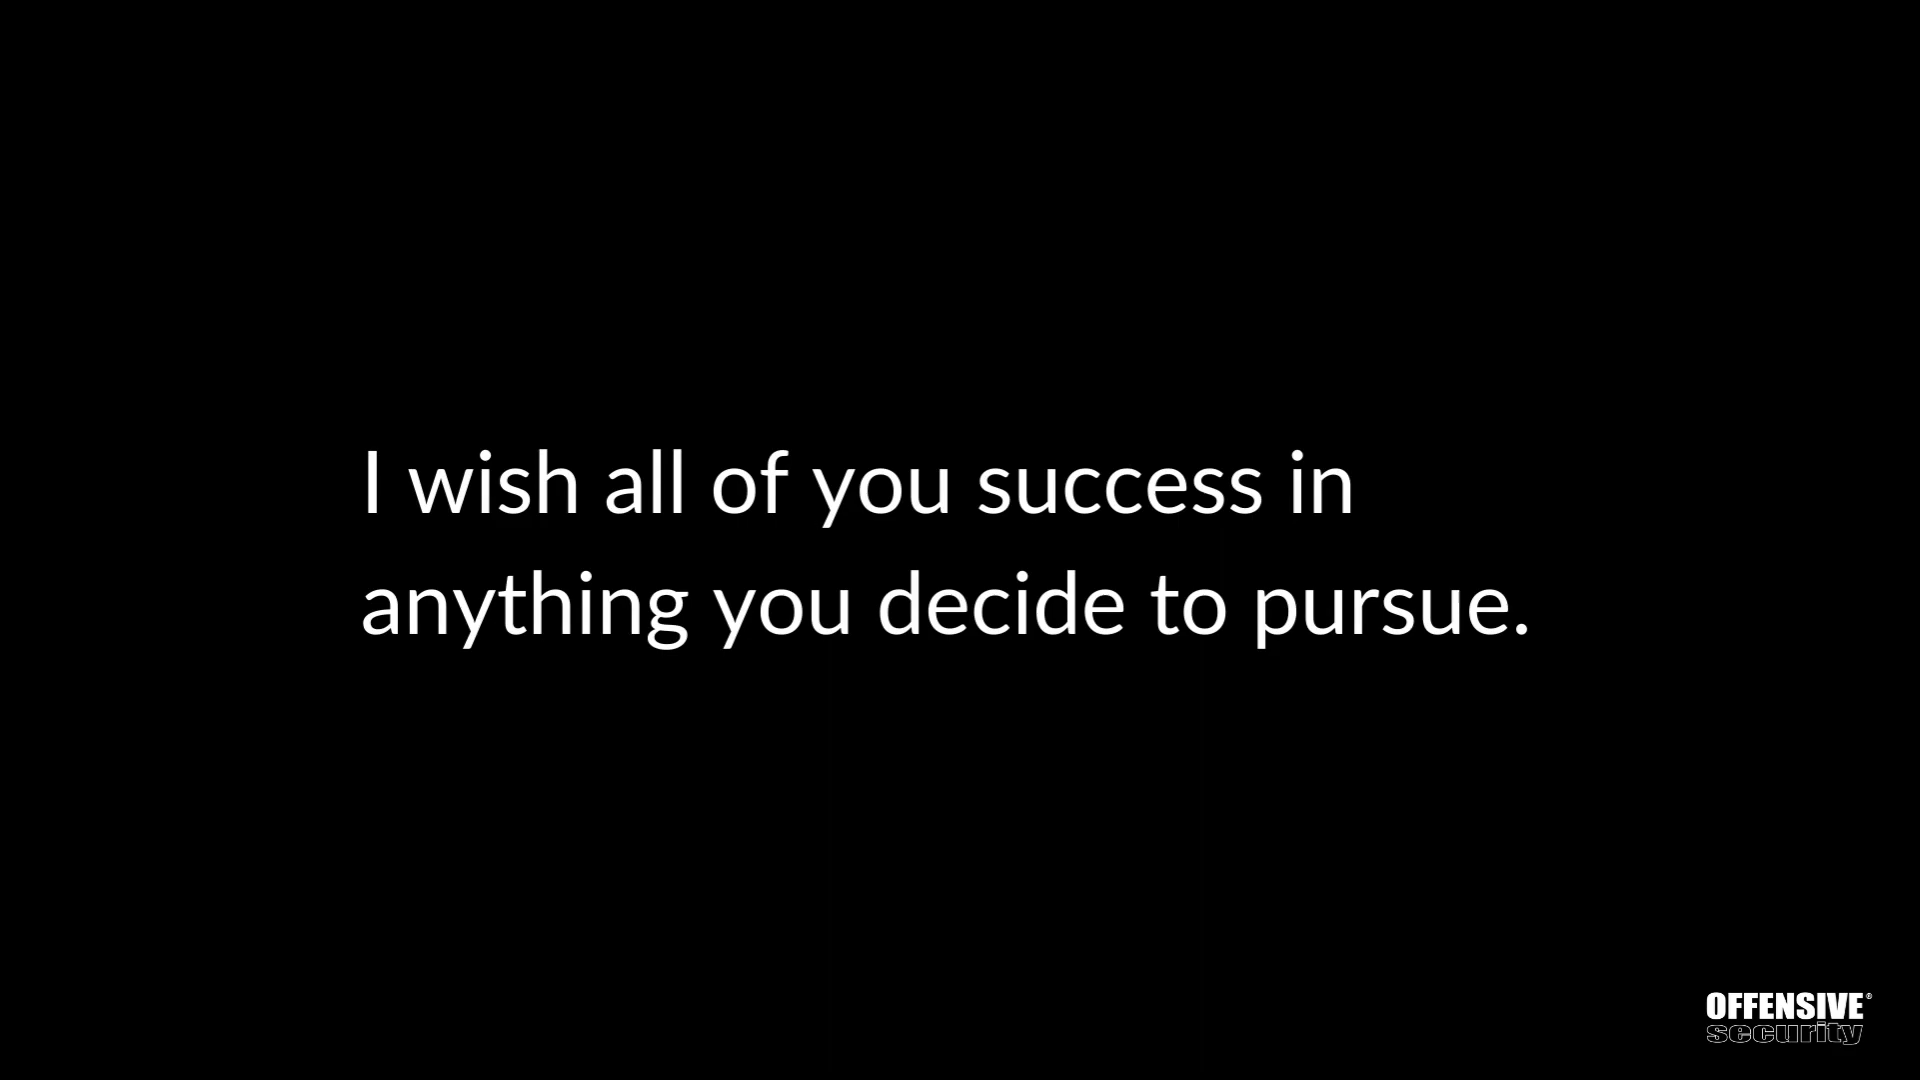 I wish all of you success in
anything you decide to pursue.
OFFENSIVE®
security